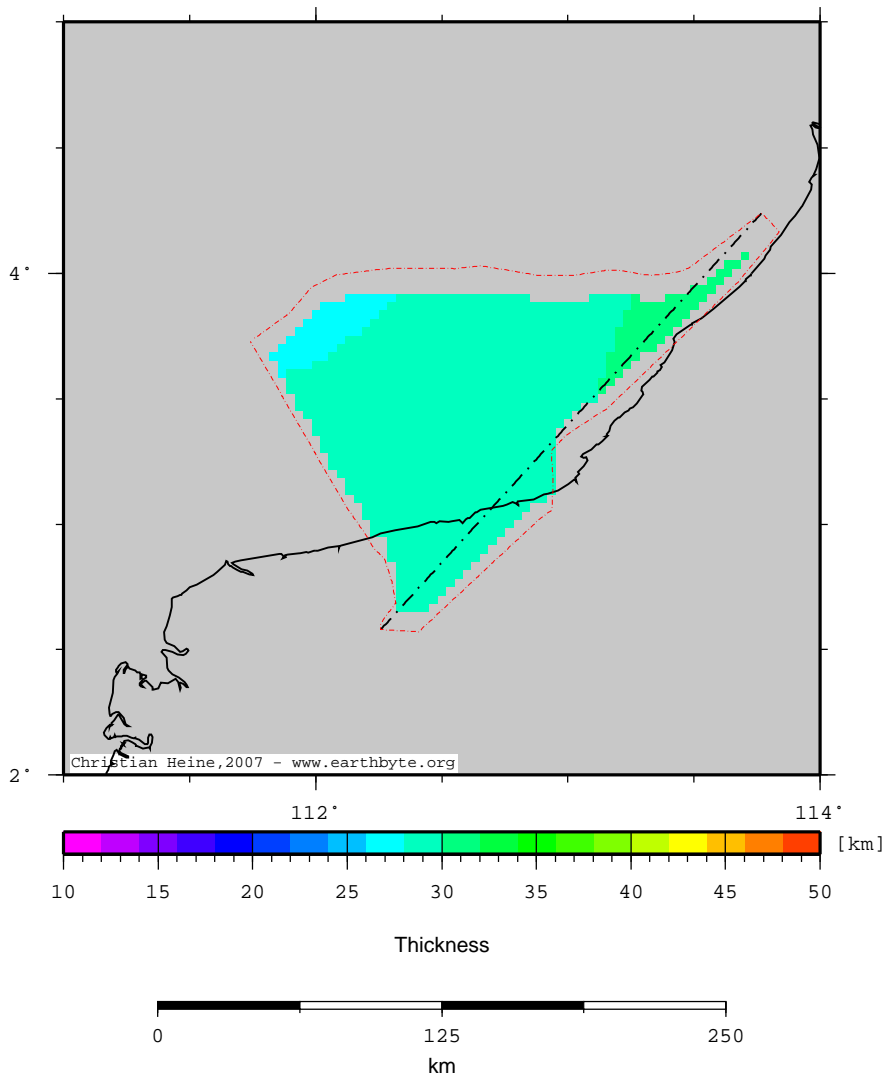 4°
Christian Heine,2007 - www.earthbyte.org
2°
112° 114°
[km]
10 15 20 25 30 35 40 45 50
Thickness
0 125 250
km